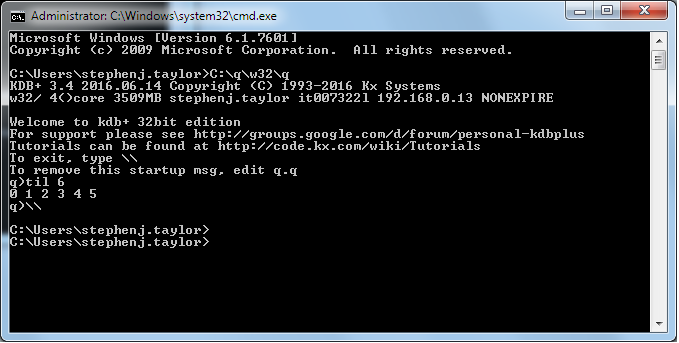 Administrator: C:\Windows\system32\cmd.exe
Microsoft Windows [Version 6.1.7601]
Copyright (c) 2009 Microsoft Corporation.  All rights reserved.
C:\Users\stephenj.taylor>C:\q\w32\q
KDB+ 3.4 2016.06.14 Copyright (C) 1993-2016 Kx Systems
w32/ 4()core 3509MB stephenj.taylor it007322l 192.168.0.13 NONEXPIRE
Welcome to kdb+ 32bit edition
For support please see http://groups.google.com/d/forum/personal-kdbplus
Tutorials can be found at http://code.kx.com/wiki/Tutorials
To exit, type \\
To remove this startup msg, edit q.q
q)til 6
0 1 2 3 4 5
q)\\
C:\Users\stephenj.taylor>
C:\Users\stephenj.taylor>